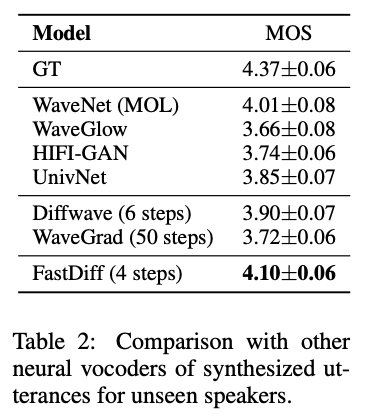 Model MOS
GT 4.37±0.06
WaveNet (MOL) 4.01±0.08
WaveGlow 3.66±0.08
HIFI-GAN 3.74±0.06
UnivNet 3.85±0.07
Diffwave (6 steps) 3.90±0.07
WaveGrad (50 steps) 3.72±0.06
FastDiff (4 steps) 4.10±0.06
Table 2: Comparison with other
neural vocoders of synthesized ut-
terances for unseen speakers.